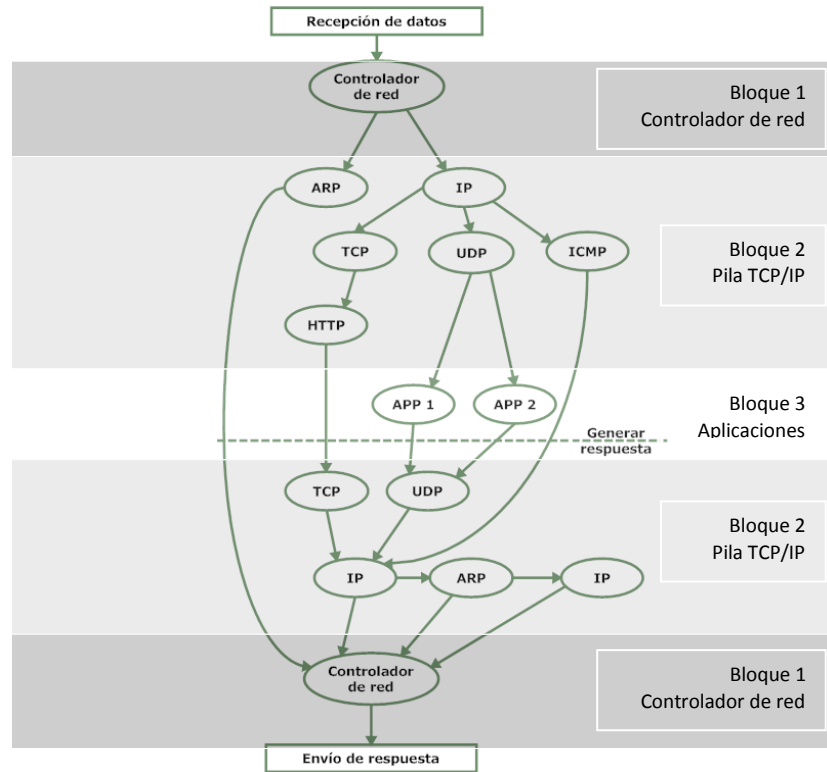 Recepción de datos
Controlador
de red
Bloque 1
Controlador de red
ARP
IP
TCP
UDP
ICMP
Bloque 2
Pila TCP/IP
HTTP
APP 1
APP 2
Bloque 3
Aplicaciones
Generar
respuesta
TCP
UDP
Bloque 2
Pila TCP/IP
IP
ARP
IP
Controlador
de red
Bloque 1
Controlador de red
Envío de respuesta